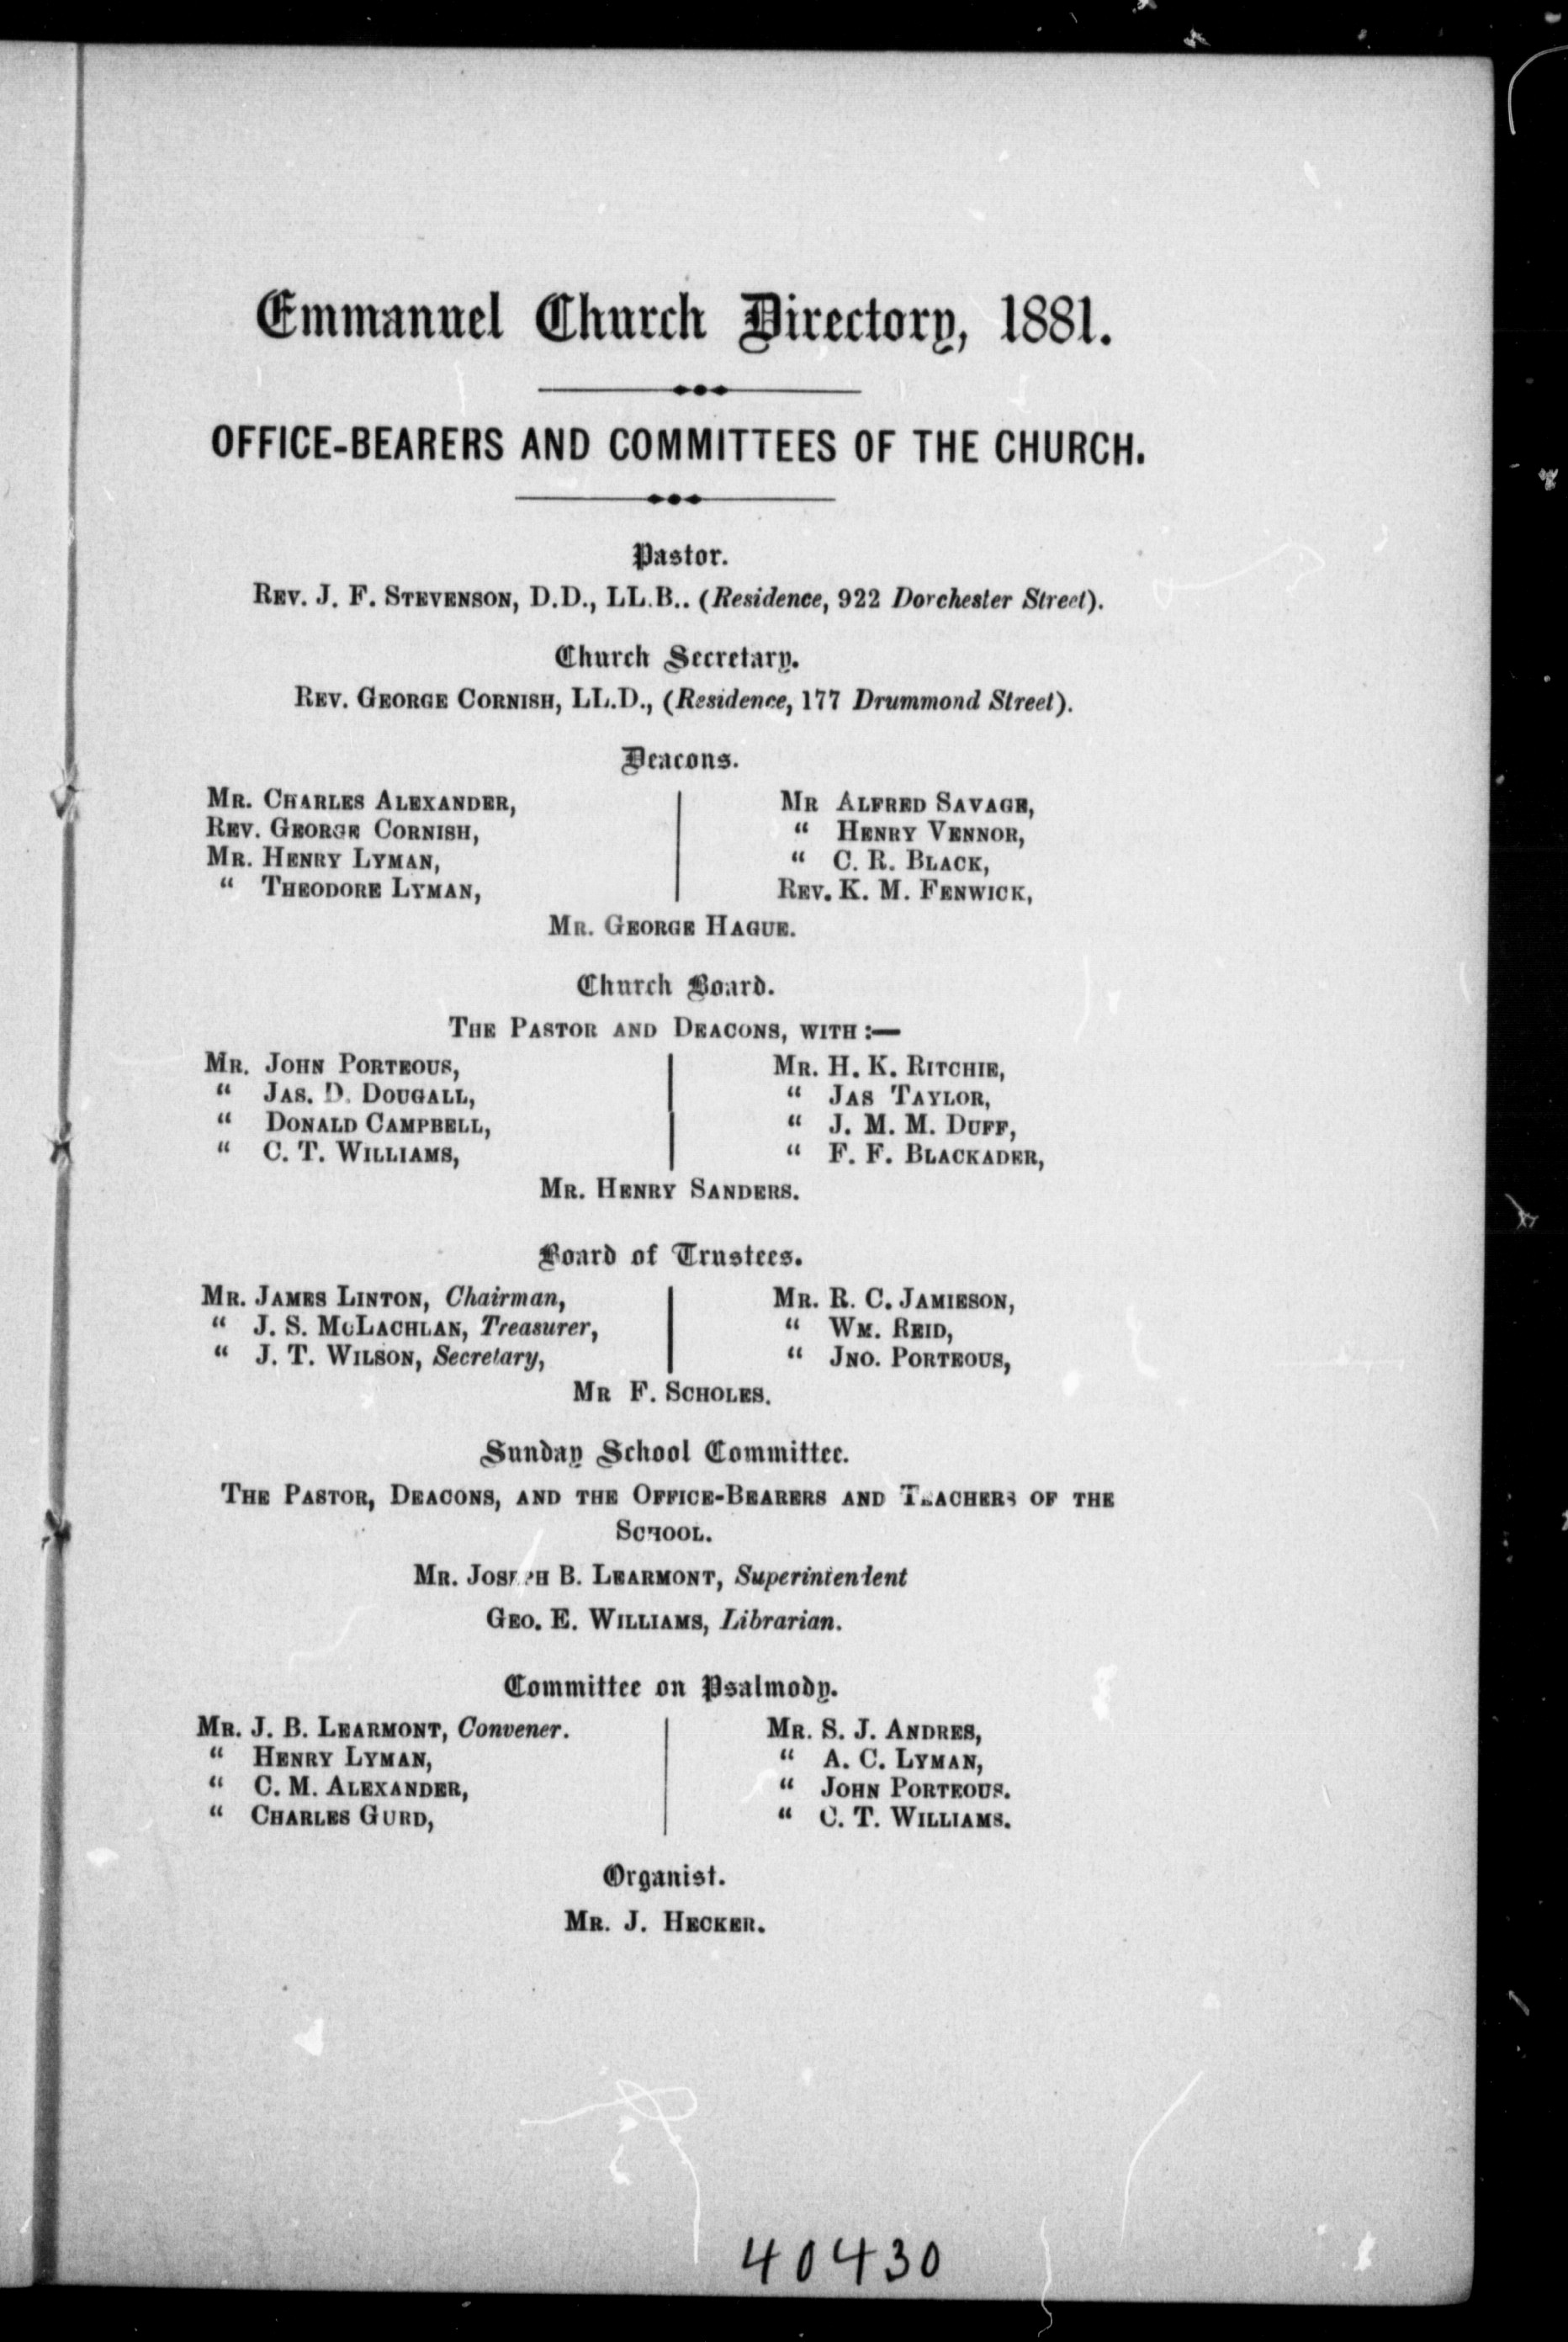 Emmanuel Church Directory, 1881.
OFFICE-BEARERS AND COMMITTEES OF THE CHURCH.
Pastor.
REV. J. F. STEVENSON, D.D., LL.B.. (Residence, 922 Dorchester Street).
Church Secretary.
REV. GEORGE CORNISH, LL.D., (Residence, 177 Drummond Street).
Deacons.
MR. CHARLES ALEXANDER,
REV. GEORGE CORNISH,
MR. HENRY LYMAN,
“ THEODORE LYMAN,
MR ALFRED SAVAGE,
“ HENRY VENNOR,
“ C. R. BLACK,
REV. K. M. FENWICK,
MR. GEORGE HAGUE.
Church Board.
THE PASTOR AND DEACONS, WITH :—
MR. JOHN PORTEOUS,
“ JAS. D. DOUGALL,
“ DONALD CAMPBELL,
“ C. T. WILLIAMS,
MR. H. K. RITCHIE,
“ JAS TAYLOR,
“ J. M. M. DUFF,
“ F. F. BLACKADER,
MR. HENRY SANDERS.
Board of Trustees.
MR. JAMES LINTON, Chairman,
“ J. S. MCLACHLAN, Treasurer,
“ J. T. WILSON, Secretary,
MR. R. C. JAMIESON,
“ WM. REID,
“ JNO. PORTEOUS,
MR F. SCHOLES.
Sunday School Committee.
THE PASTOR, DEACONS, AND THE OFFICE-BEARERS AND TEACHERS OF THE
SCHOOL.
MR. JOSEPH B. LEARMONT, Superintendent
GEO. E. WILLIAMS, Librarian.
Committee on Psalmody.
MR. J. B. LEARMONT, Convener.
“ HENRY LYMAN,
“ C. M. ALEXANDER,
“ CHARLES GURD,
MR. S. J. ANDRES,
“ A. C. LYMAN,
“ JOHN PORTEOUS.
“ C. T. WILLIAMS.
Organist.
MR. J. HECKER.
40430